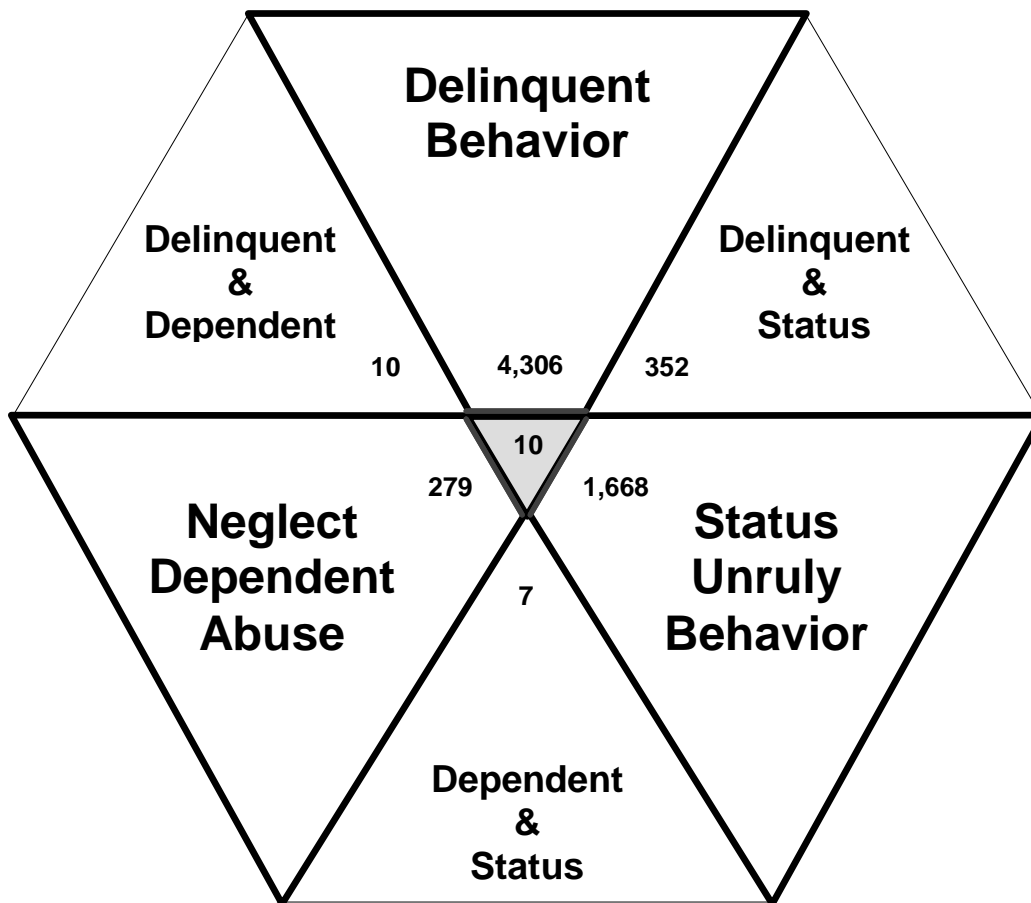 Delinquent
Behavior
Delinquent
&
Dependent
Delinquent
&
Status
10
4,306
352
10
279
1,668
Neglect
Dependent
Abuse
Status
Unruly
Behavior
7
Dependent
&
Status